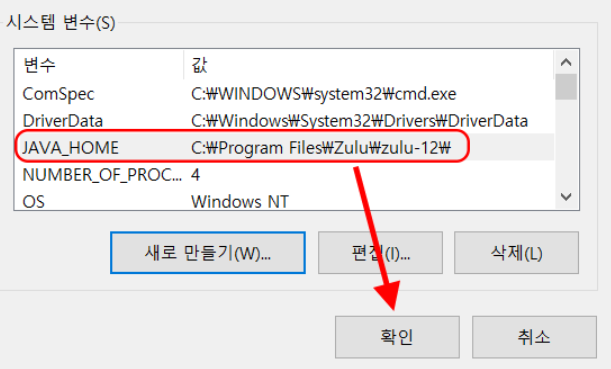 시스템 변수(S)
변수 값
ComSpec C:₩WINDOWS₩system32₩cmd.exe
DriverData C:₩Windows₩System32₩Drivers₩DriverData
JAVA_HOME C:₩Program Files₩Zulu₩zulu-12₩
NUMBER_OF_PROC... 4
OS Windows NT
새로 만들기(W)... 편집(I)... 삭제(L)
확인 취소